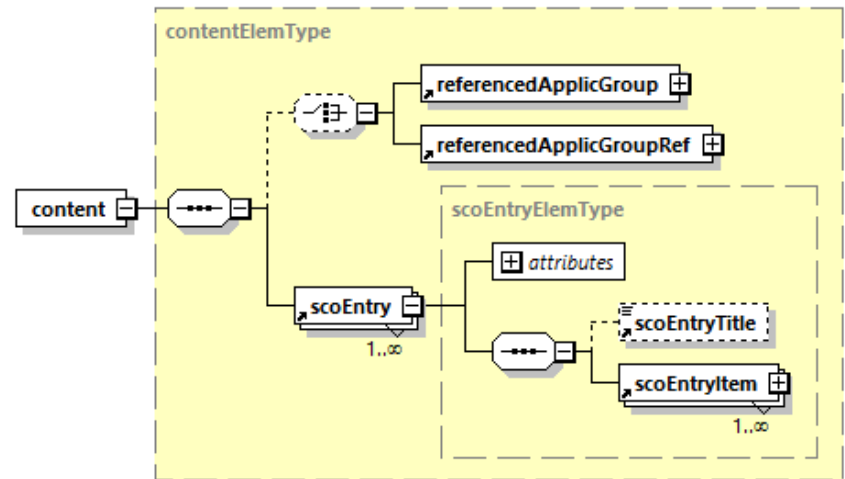 contentElemType
referencedApplicGroup
referencedApplicGroupRef
content
scoEntryElemType
attributes
scoEntry
1..∞
scoEntryTitle
scoEntryItem
1..∞